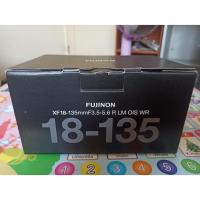 FUJINON
XF18-135mmF3.5-5.6 R LM OIS WR
18-135